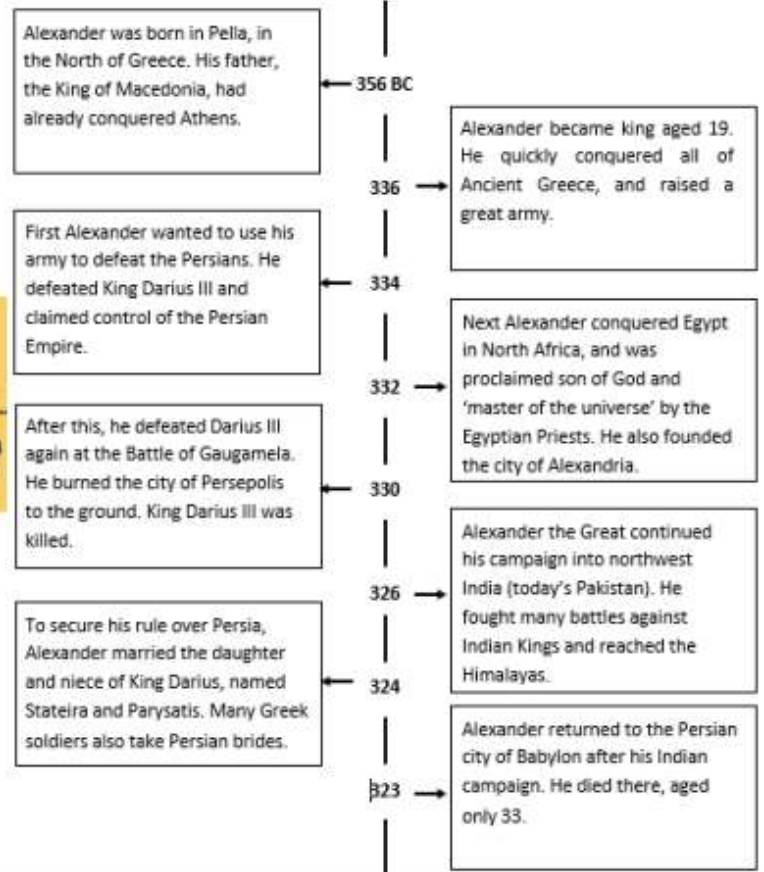 Alexander was born in Pella, in
the North of Greece. His father,
the King of Macedonia, had
already conquered Athens.
356 BC
Alexander became king aged 19.
He quickly conquered all of
Ancient Greece, and raised a
great army.
336
First Alexander wanted to use his
army to defeat the Persians. He
defeated King Darius III and
claimed control of the Persian
Empire.
334
Next Alexander conquered Egypt
in North Africa, and was
proclaimed son of God and
‘master of the universe’ by the
Egyptian Priests. He also founded
the city of Alexandria.
332
After this, he defeated Darius III
again at the Battle of Gaugamela.
He burned the city of Persepolis
to the ground. King Darius III was
killed.
330
Alexander the Great continued
his campaign into northwest
India (today’s Pakistan). He
fought many battles against
Indian Kings and reached the
Himalayas.
326
To secure his rule over Persia,
Alexander married the daughter
and niece of King Darius, named
Stateira and Parysatis. Many Greek
soldiers also take Persian brides.
324
Alexander returned to the Persian
city of Babylon after his Indian
campaign. He died there, aged
only 33.
323